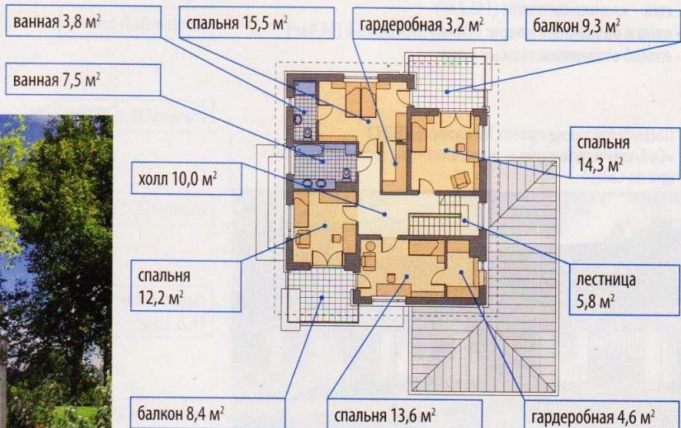 ванная 3,8 м²
спальня 15,5 м²
гардеробная 3,2 м²
балкон 9,3 м²
ванная 7,5 м²
спальня
14,3 м²
холл 10,0 м²
спальня
12,2 м²
лестница
5,8 м²
балкон 8,4 м²
спальня 13,6 м²
гардеробная 4,6 м²